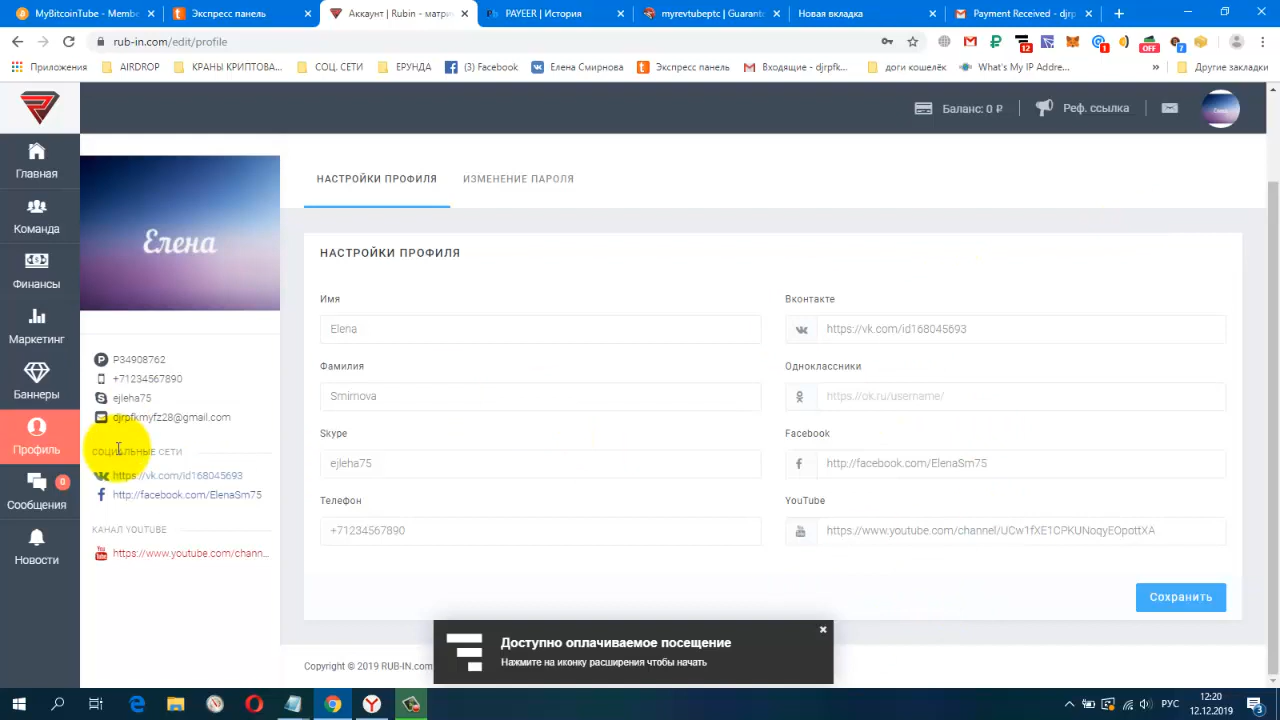 MyBitcoinTube - Membe
Экспресс панель
Аккаунт | Rubin - матри
PAYEER | История
myrevtubeptc | Guaranto
Новая вкладка
Payment Received - djrp
rub-in.com/edit/profile
Приложения
AIRDROP
КРАНЫ КРИПТОВА...
СОЦ. СЕТИ
ЕРУНДА
(3) Facebook
Елена Смирнова
Экспресс панель
Входящие - djrpfk...
доги кошелёк
What's My IP Addre...
»
Другие закладки
Баланс: 0 ₽
Реф. ссылка
Главная
Команда
Финансы
Маркетинг
Баннеры
Профиль
Сообщения
0
Новости
Елена
P34908762
+71234567890
ejleha75
djrpfkmyfz28@gmail.com
СОЦИАЛЬНЫЕ СЕТИ
https://vk.com/id168045693
http://facebook.com/ElenaSm75
КАНАЛ YOUTUBE
https://www.youtube.com/chann...
НАСТРОЙКИ ПРОФИЛЯ
ИЗМЕНЕНИЕ ПАРОЛЯ
НАСТРОЙКИ ПРОФИЛЯ
Имя
Elena
Фамилия
Smirnova
Skype
ejleha75
Телефон
+71234567890
Вконтакте
https://vk.com/id168045693
Одноклассники
https://ok.ru/username/
Facebook
http://facebook.com/ElenaSm75
YouTube
https://www.youtube.com/channel/UCw1fXE1CPKUNoqyEOpottXA
Сохранить
Доступно оплачиваемое посещение
Нажмите на иконку расширения чтобы начать
Copyright © 2019 RUB-IN.com
РУС
12:20
12.12.2019